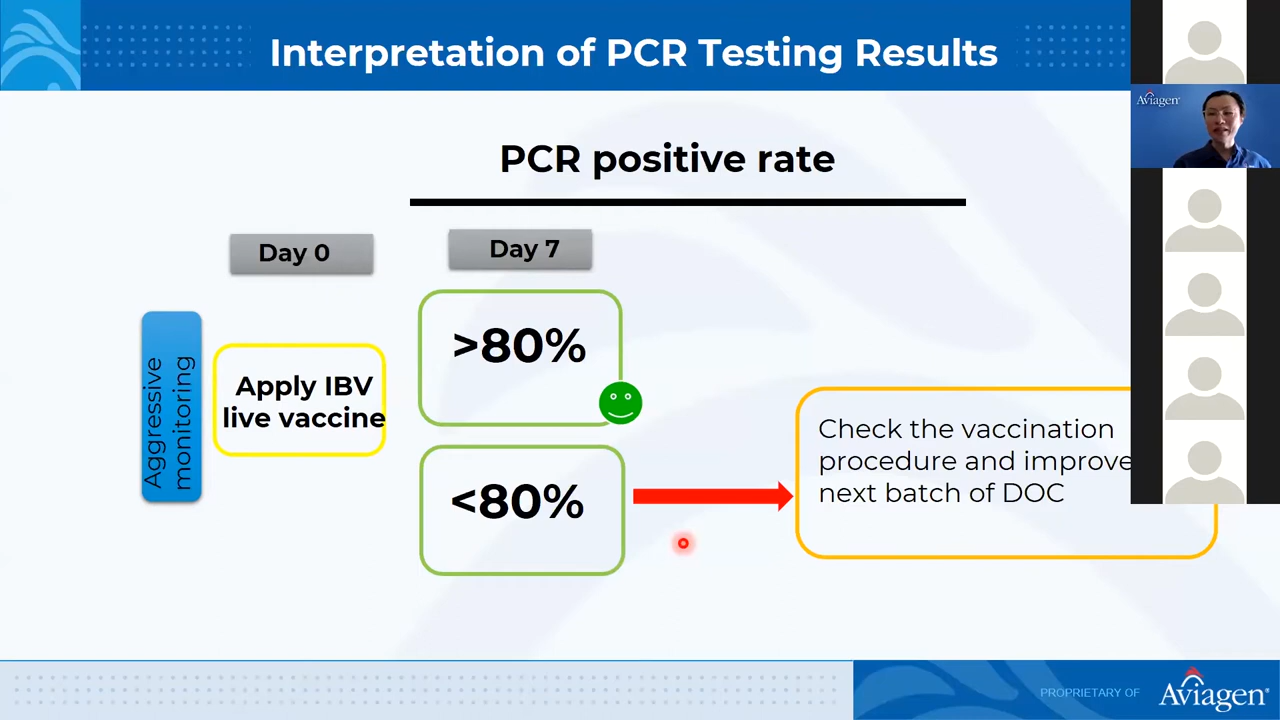 Interpretation of PCR Testing Results
Aviagen
PCR positive rate
Day 0
Day 7
Aggressive
monitoring
Apply IBV
live vaccine
>80%
<80%
Check the vaccination
procedure and improve
next batch of DOC
PROPRIETARY OF
Aviagen®